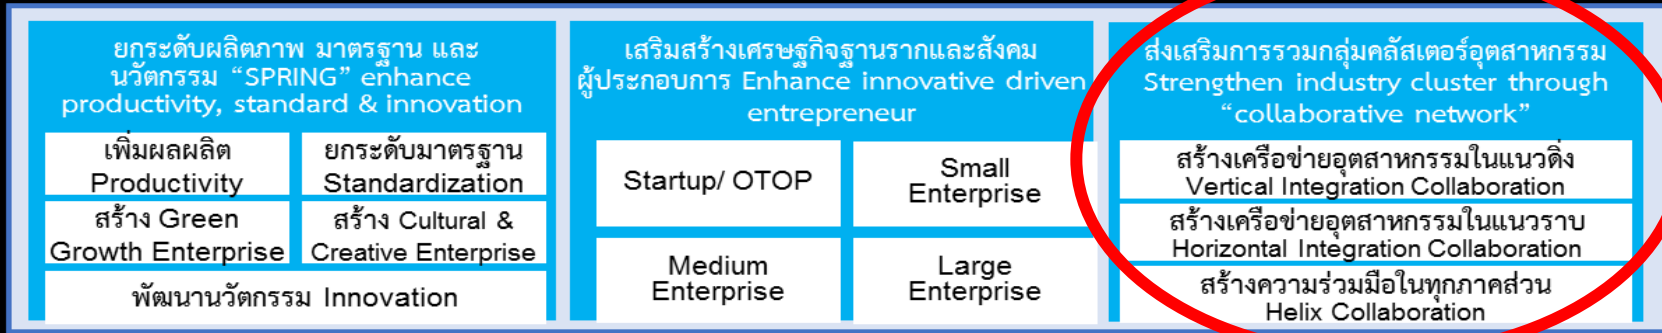 ยกระดับผลิตภาพ มาตรฐาน และ
นวัตกรรม “SPRING” enhance
productivity, standard & innovation
เพิ่มผลผลิต
Productivity
ยกระดับมาตรฐาน
Standardization
สร้าง Green
Growth Enterprise
สร้าง Cultural &
Creative Enterprise
พัฒนานวัตกรรม Innovation
เสริมสร้างเศรษฐกิจฐานรากและสังคม
ผู้ประกอบการ Enhance innovative driven
entrepreneur
Startup/ OTOP
Small
Enterprise
Medium
Enterprise
Large
Enterprise
ส่งเสริมการรวมกลุ่มคลัสเตอร์อุตสาหกรรม
Strengthen industry cluster through
“collaborative network”
สร้างเครือข่ายอุตสาหกรรมในแนวดิ่ง
Vertical Integration Collaboration
สร้างเครือข่ายอุตสาหกรรมในแนวราบ
Horizontal Integration Collaboration
สร้างความร่วมมือในทุกภาคส่วน
Helix Collaboration